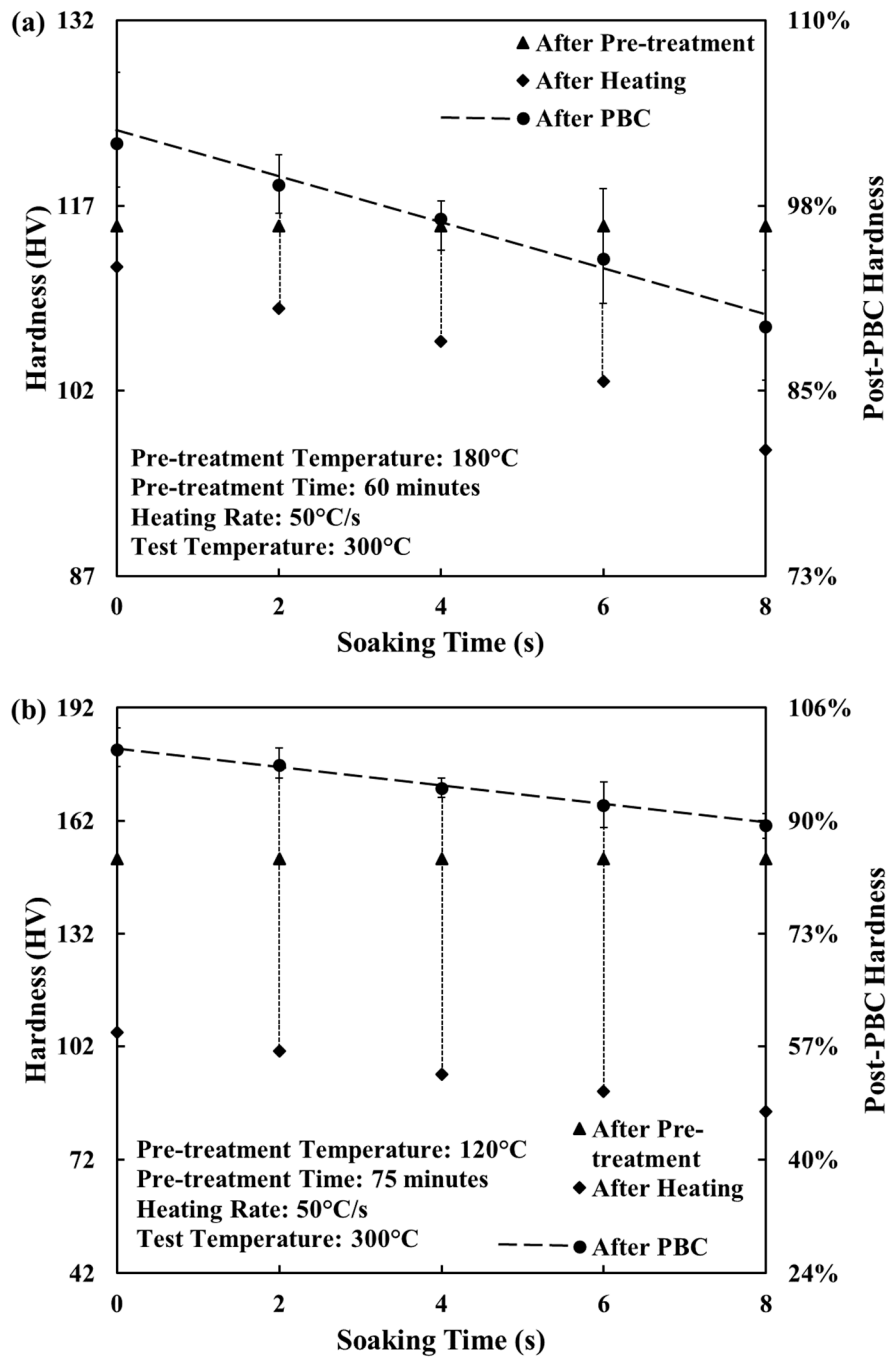 (a)
132
117
102
87
Hardness (HV)
110%
98%
85%
73%
Post-PBC Hardness
After Pre-treatment
After Heating
After PBC
Pre-treatment Temperature: 180°C
Pre-treatment Time: 60 minutes
Heating Rate: 50°C/s
Test Temperature: 300°C
0 2 4 6 8
Soaking Time (s)
(b)
192
162
132
102
72
42
Hardness (HV)
106%
90%
73%
57%
40%
24%
Post-PBC Hardness
Pre-treatment Temperature: 120°C
Pre-treatment Time: 75 minutes
Heating Rate: 50°C/s
Test Temperature: 300°C
After Pre-
treatment
After Heating
After PBC
0 2 4 6 8
Soaking Time (s)